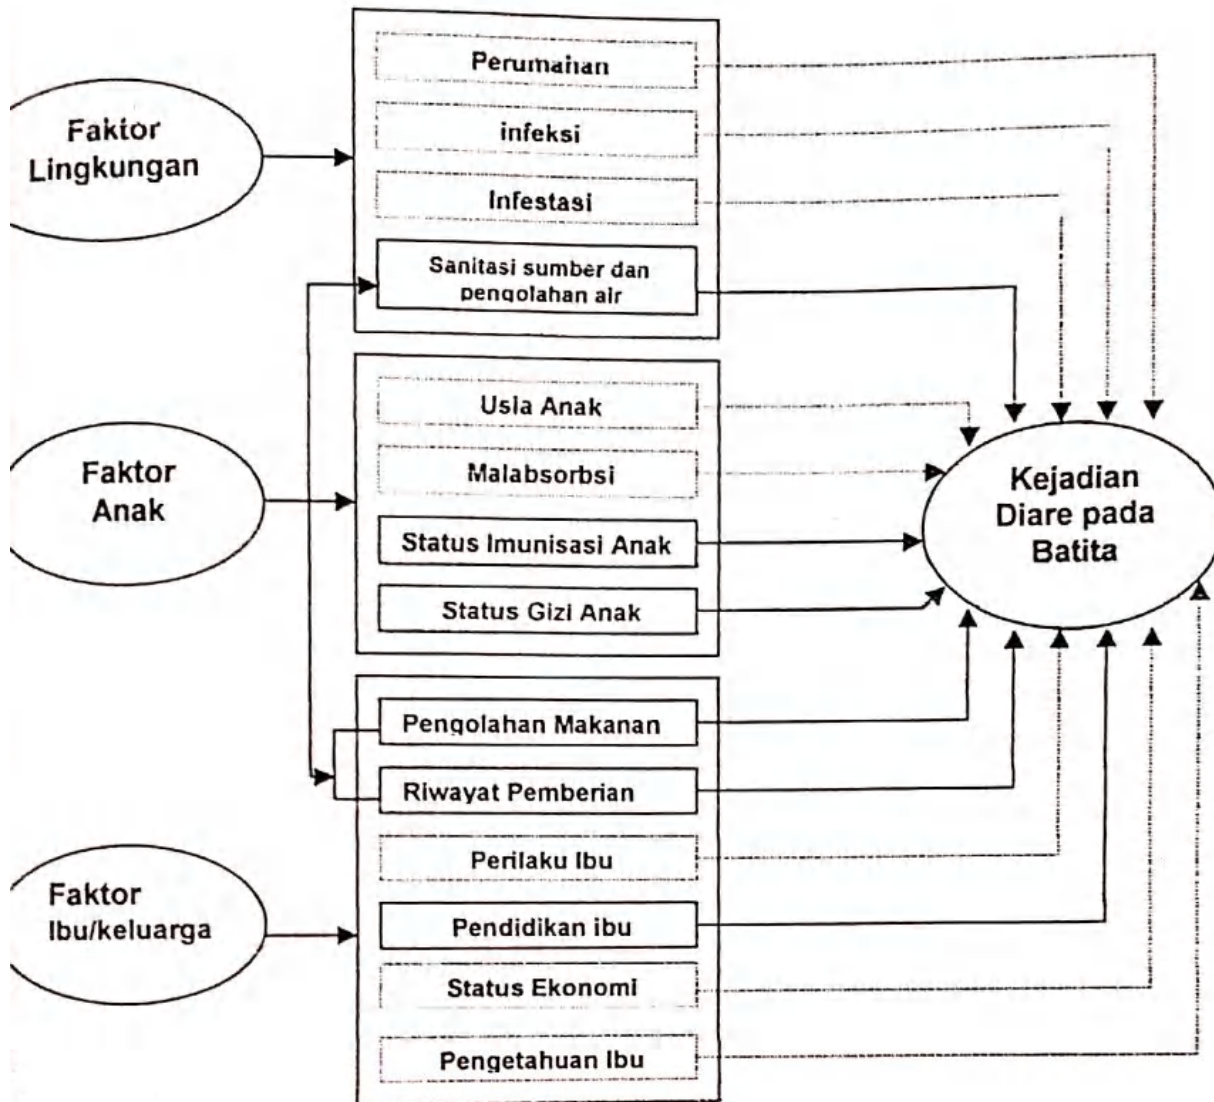 Faktor
Lingkungan
Perumahan
infeksi
Infestasi
Sanitasi sumber dan
pengolahan air
Faktor
Anak
Usia Anak
Malabsorbsi
Status Imunisasi Anak
Status Gizi Anak
Kejadian
Diare pada
Batita
Faktor
Ibu/keluarga
Pengolahan Makanan
Riwayat Pemberian
Perilaku Ibu
Pendidikan ibu
Status Ekonomi
Pengetahuan Ibu